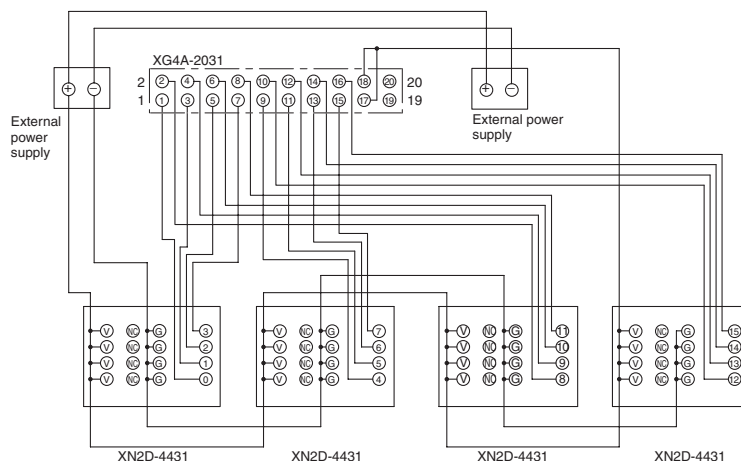 XG4A-2031
2 ② ④ ⑥ ⑧ ⑩ ⑫ ⑭ ⑯ ⑱ ⑳ 20
1 ① ③ ⑤ ⑦ ⑨ ⑪ ⑬ ⑮ ⑰ ⑲ 19
+ −
External
power
supply
+ −
External power
supply
V NC G 3
V NC G 2
V NC G 1
V NC G 0
V NC G 7
V NC G 6
V NC G 5
V NC G 4
V NC G 11
V NC G 10
V NC G 9
V NC G 8
V NC G 15
V NC G 14
V NC G 13
V NC G 12
XN2D-4431
XN2D-4431
XN2D-4431
XN2D-4431